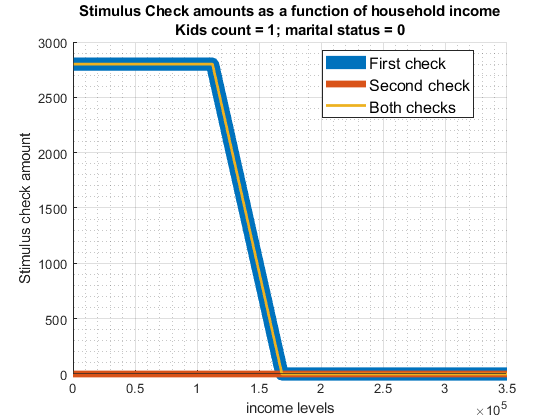 Stimulus Check amounts as a function of household income
Kids count = 1; marital status = 0
3000
2500
2000
1500
1000
500
0
Stimulus check amount
First check
Second check
Both checks
0 0.5 1 1.5 2 2.5 3 3.5
income levels
×10^5